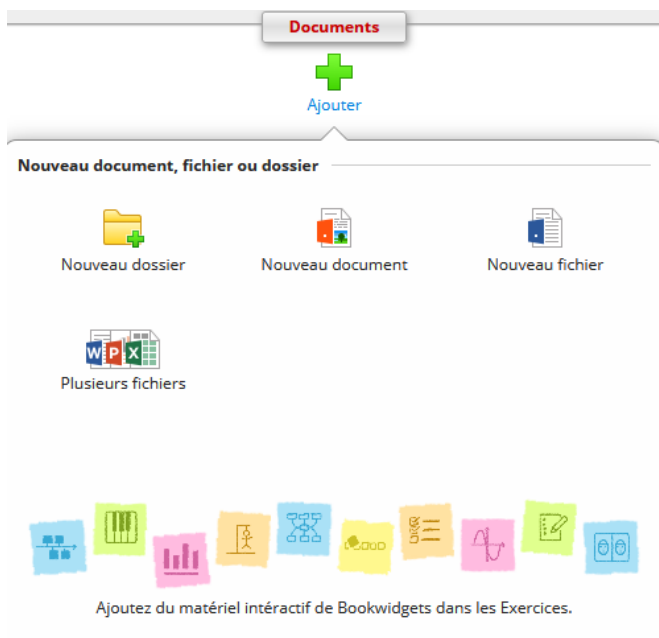 Documents
Ajouter
Nouveau document, fichier ou dossier
Nouveau dossier
Nouveau document
Nouveau fichier
W P X
Plusieurs fichiers
Ajoutez du matériel intéractif de Bookwidgets dans les Exercices.